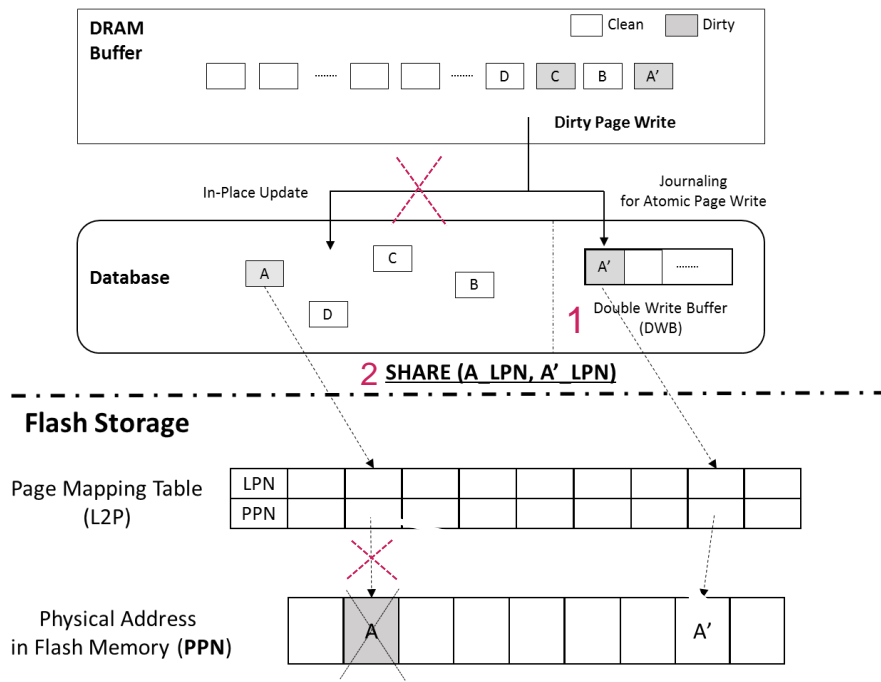 DRAM
Buffer
Clean
Dirty
........
........
D
C
B
A'
Dirty Page Write
In-Place Update
Journaling
for Atomic Page Write
Database
A
C
B
D
A'
........
1
Double Write Buffer
(DWB)
2 SHARE (A_LPN, A’_LPN)
Flash Storage
Page Mapping Table
(L2P)
LPN
PPN
Physical Address
in Flash Memory (PPN)
A
A'